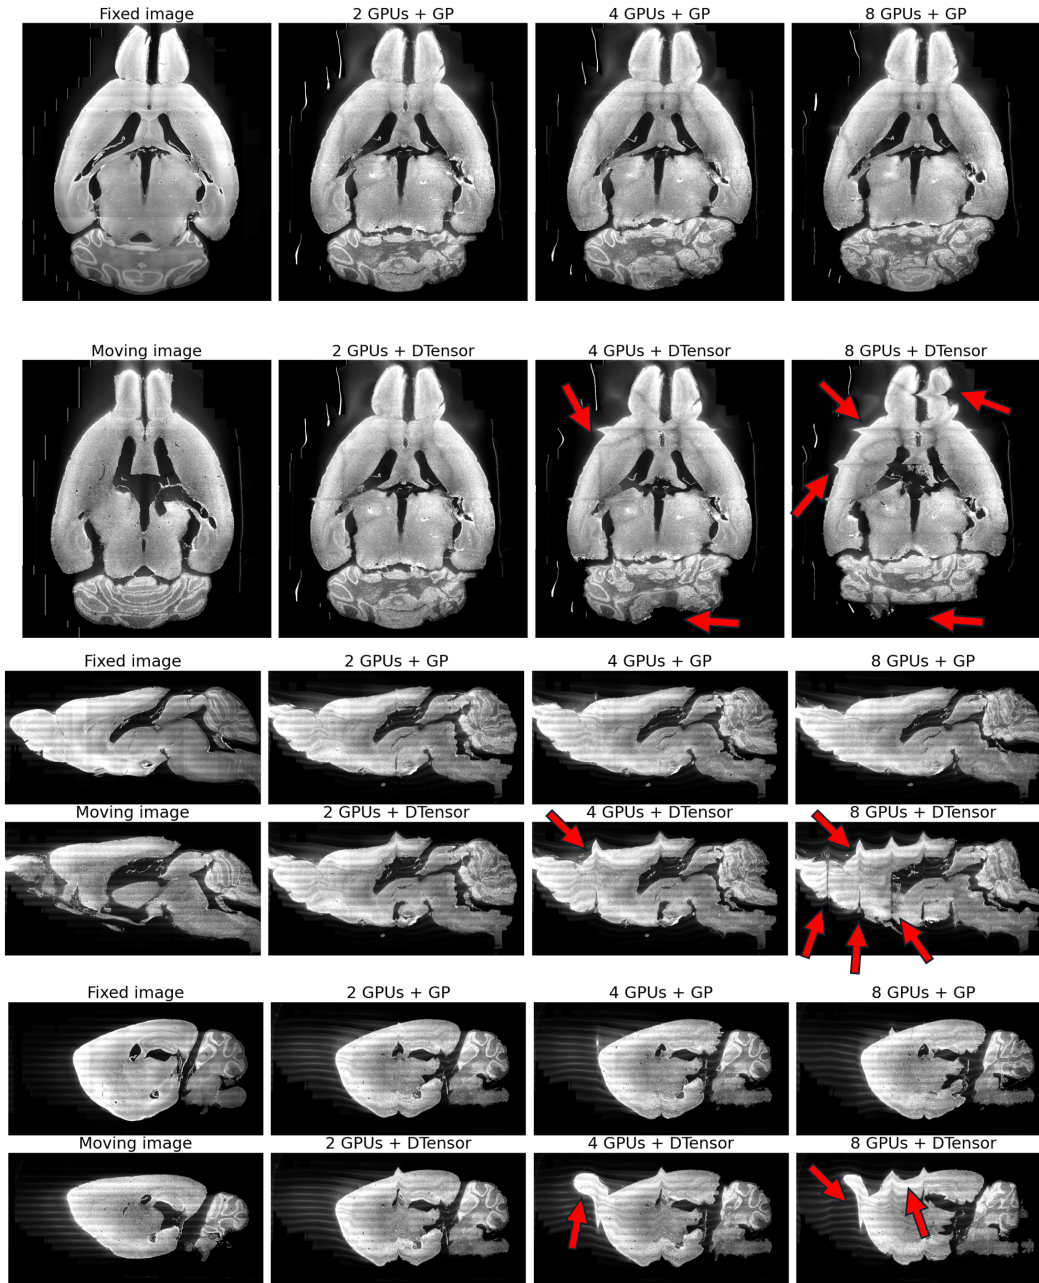 Fixed image
2 GPUs + GP
4 GPUs + GP
8 GPUs + GP
Moving image
2 GPUs + DTensor
4 GPUs + DTensor
8 GPUs + DTensor
Fixed image
2 GPUs + GP
4 GPUs + GP
8 GPUs + GP
Moving image
2 GPUs + DTensor
4 GPUs + DTensor
8 GPUs + DTensor
Fixed image
2 GPUs + GP
4 GPUs + GP
8 GPUs + GP
Moving image
2 GPUs + DTensor
4 GPUs + DTensor
8 GPUs + DTensor